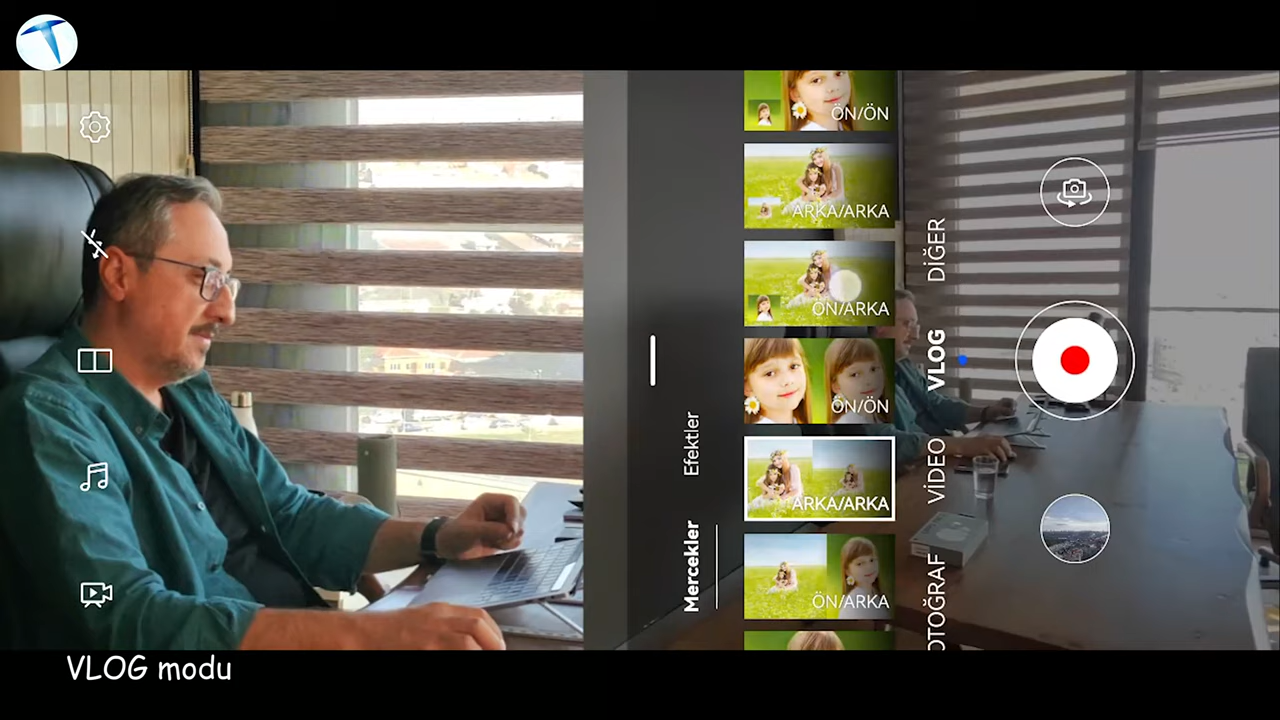 ÖN/ÖN
ARKA/ARKA
ÖN/ARKA
ÖN/ÖN
ARKA/ARKA
ÖN/ARKA
Mercekler
Efektler
VİDEO
VLOG
DİĞER
VLOG modu